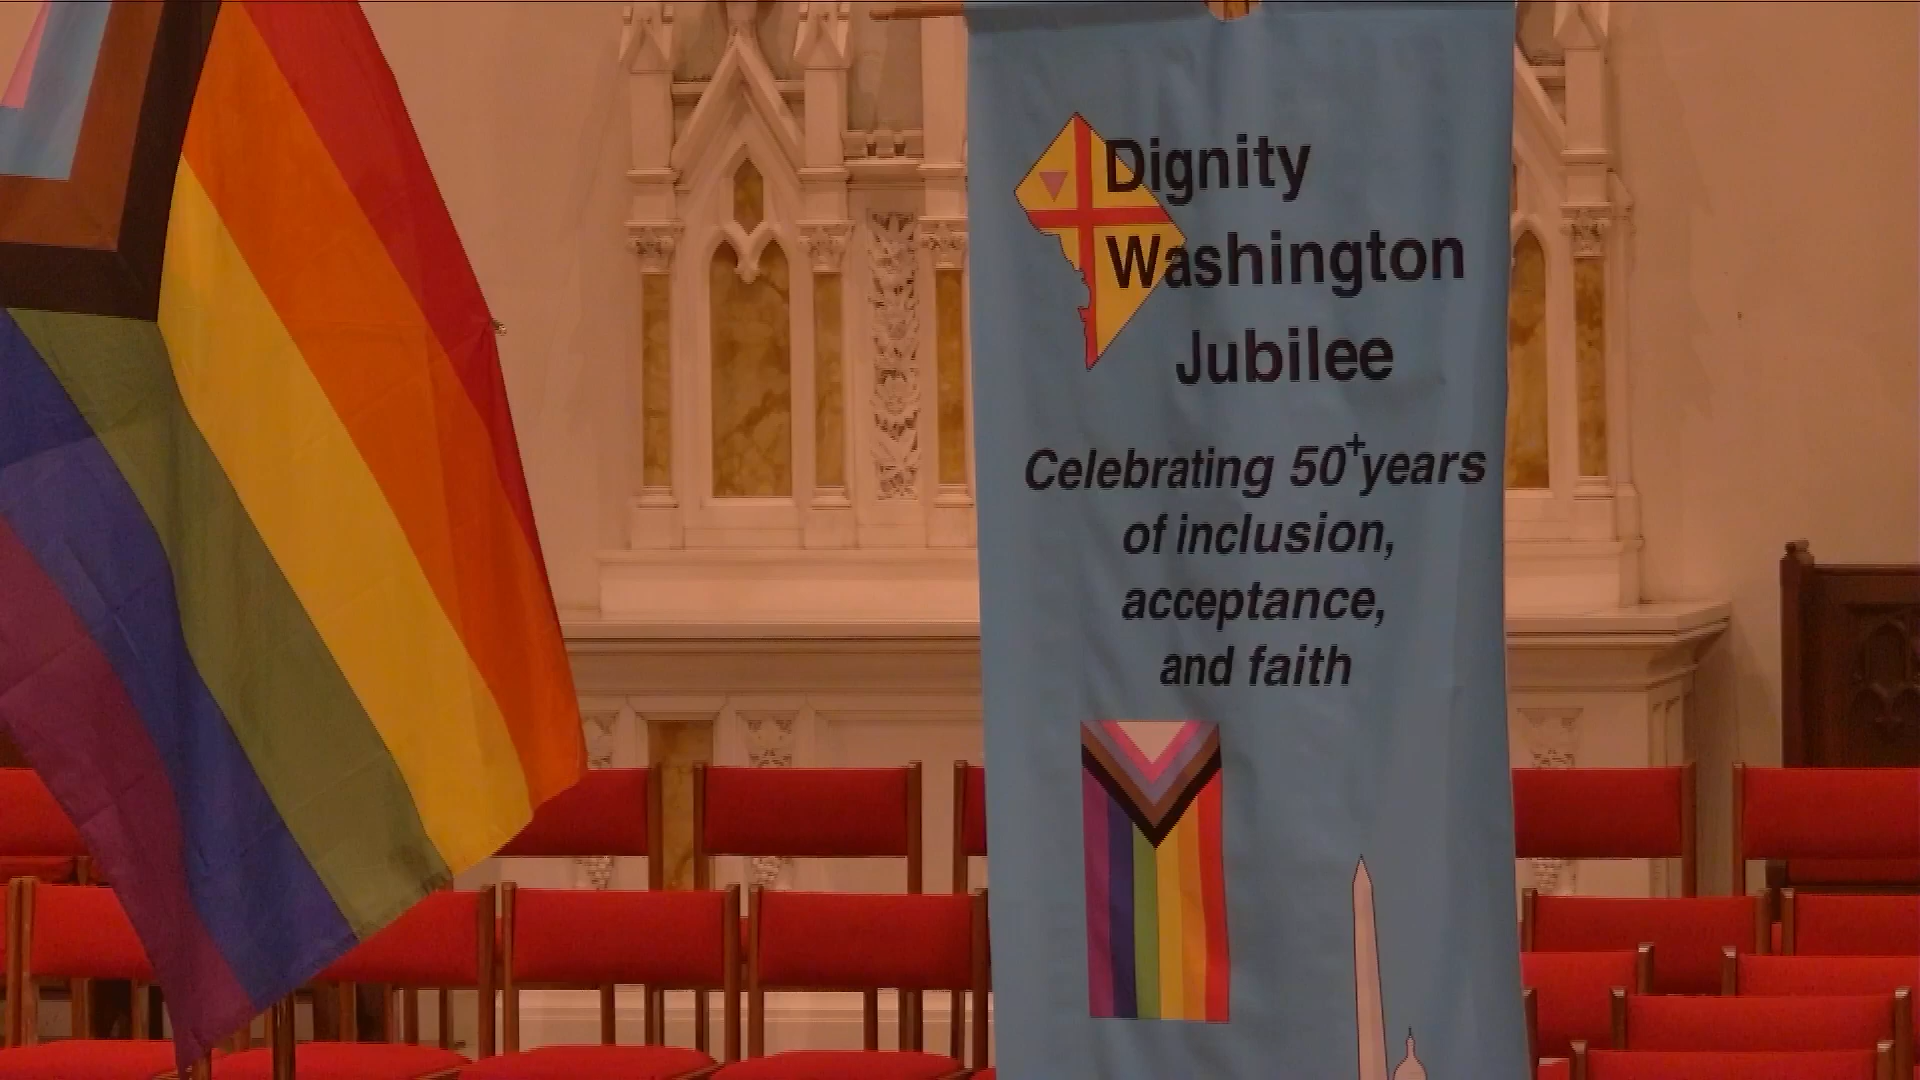 Dignity
Washington
Jubilee
Celebrating 50+years
of inclusion,
acceptance,
and faith